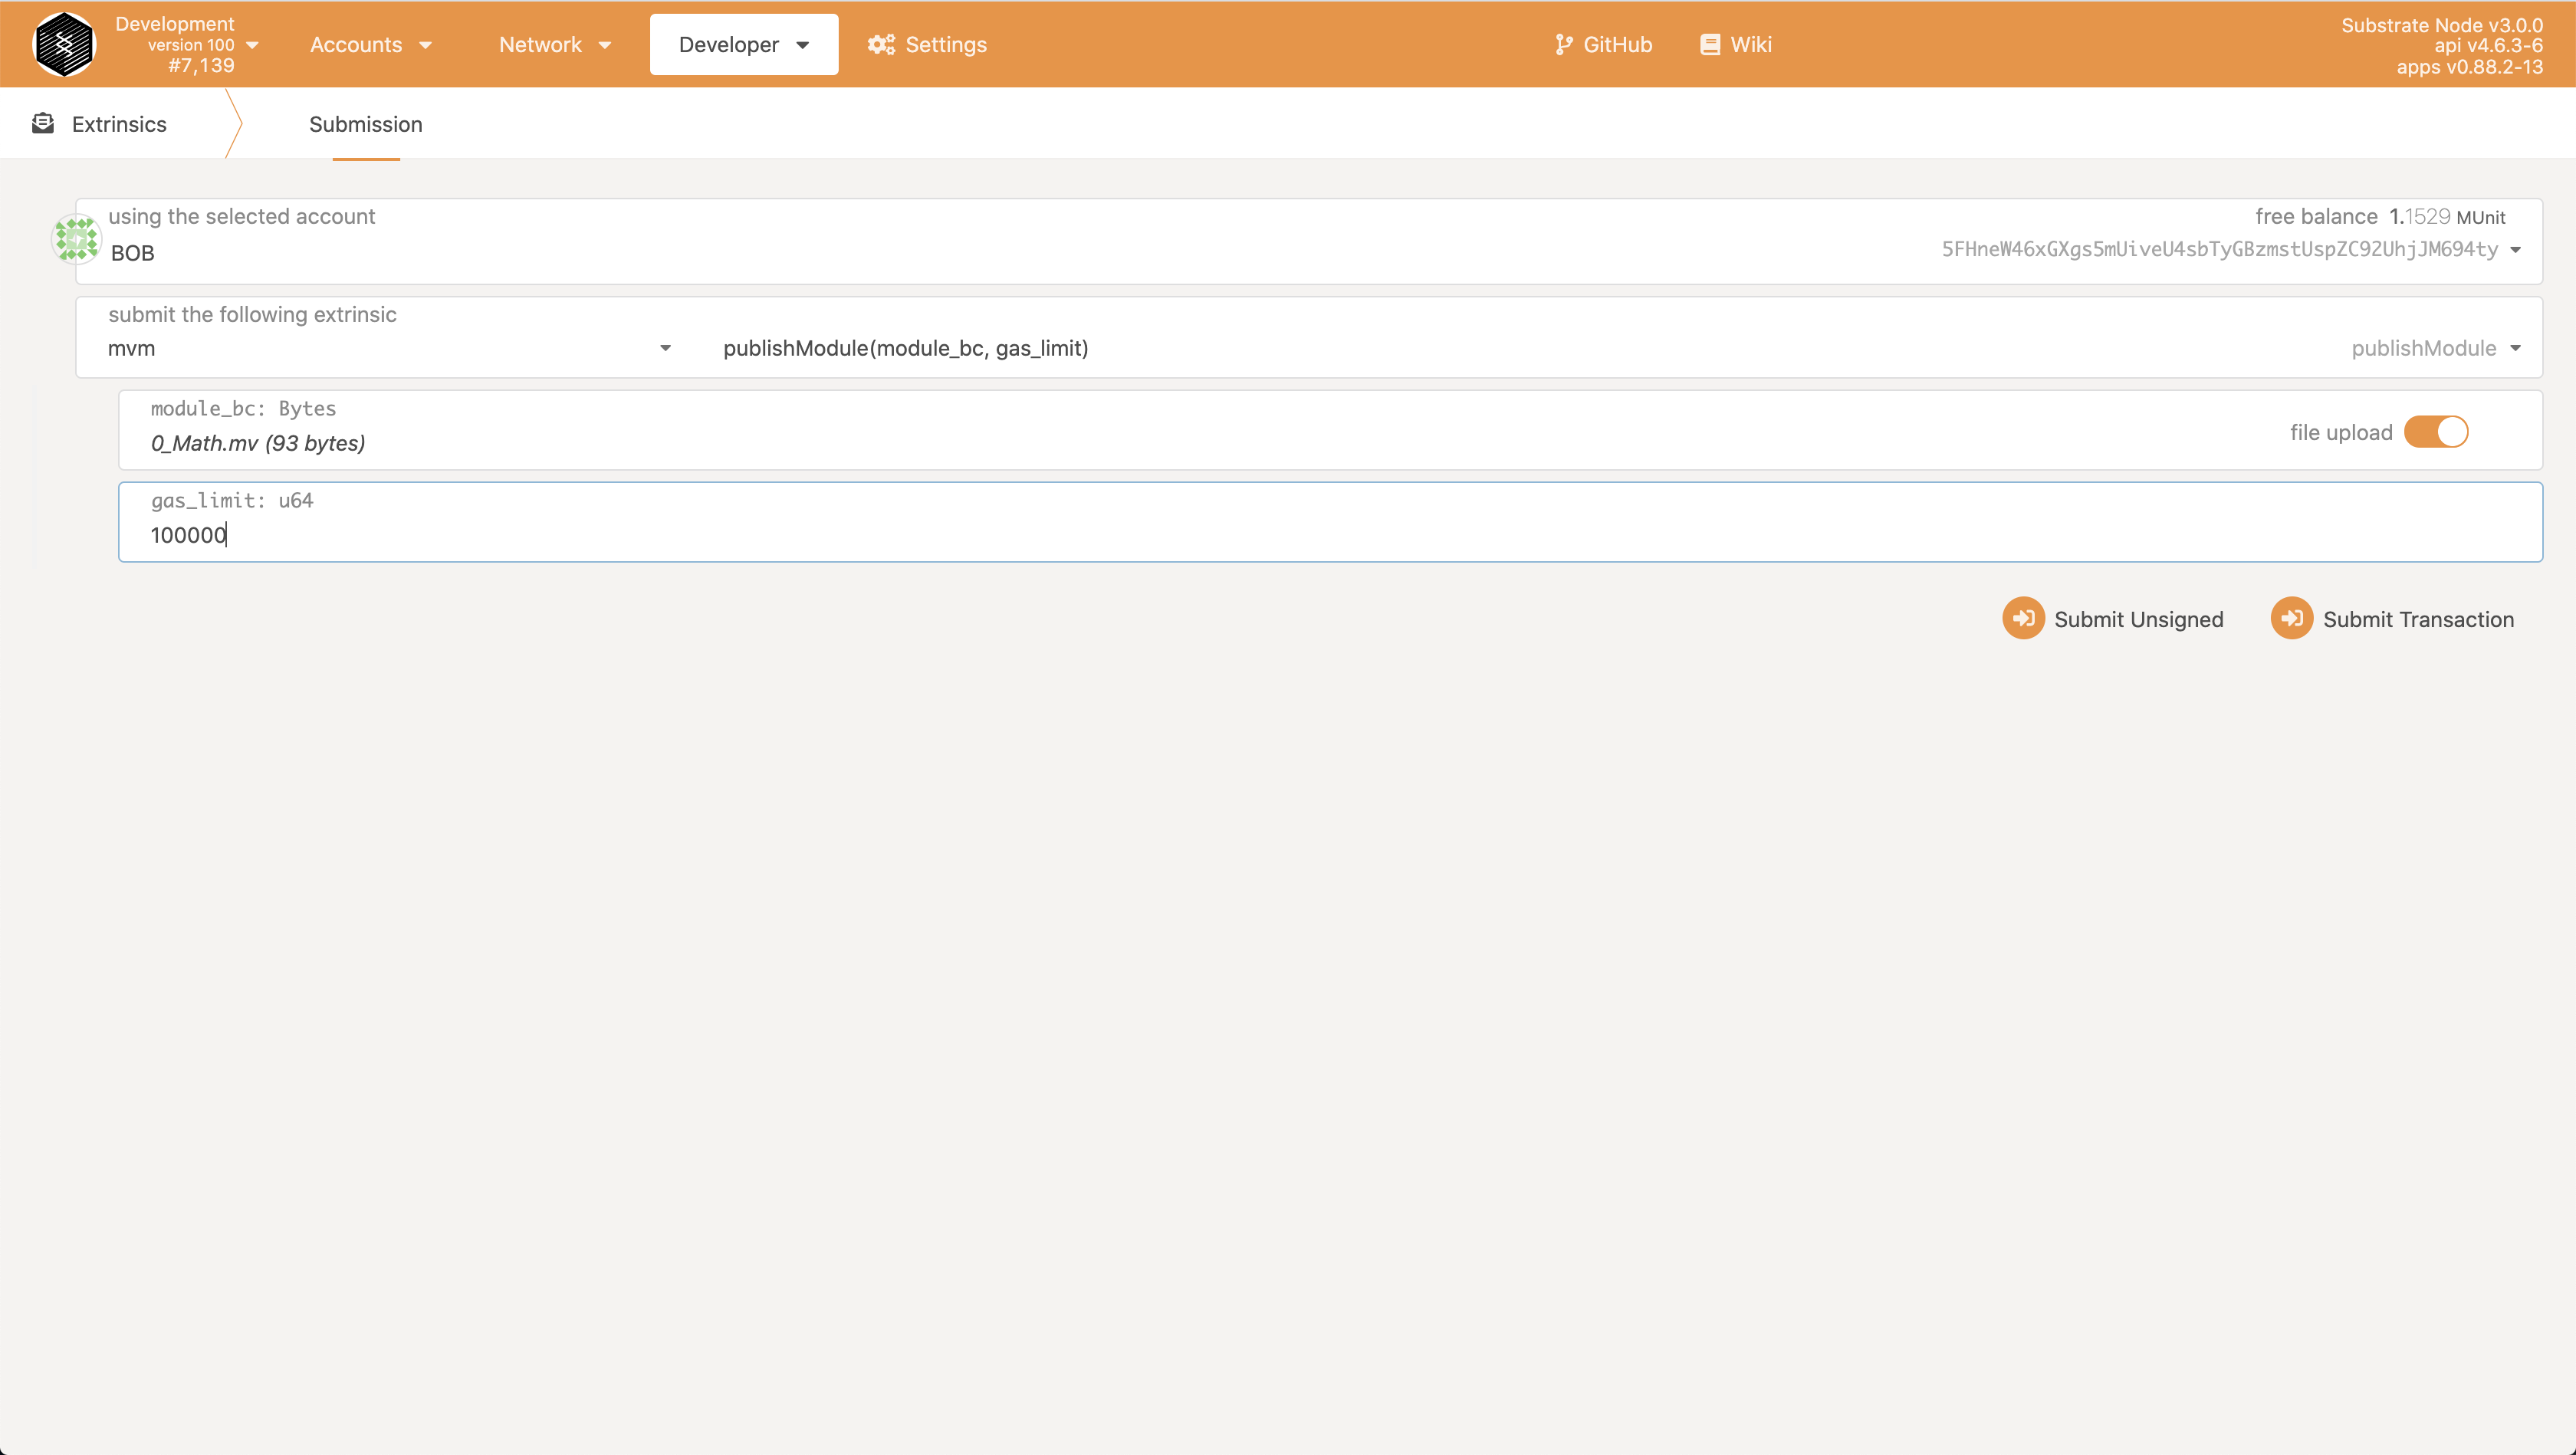 Development
version 100
#7,139
Accounts
Network
Developer
Settings
GitHub
Wiki
Substrate Node v3.0.0
api v4.6.3-6
apps v0.88.2-13
Extrinsics
Submission
using the selected account
free balance 1.1529 MUnit
BOB
5FHneW46xGXgs5mUiveU4sbTyGBzmstUspZC92UhjJM694ty
submit the following extrinsic
mvm
publishModule(module_bc, gas_limit)
publishModule
module_bc: Bytes
0_Math.mv (93 bytes)
file upload
gas_limit: u64
100000
Submit Unsigned
Submit Transaction